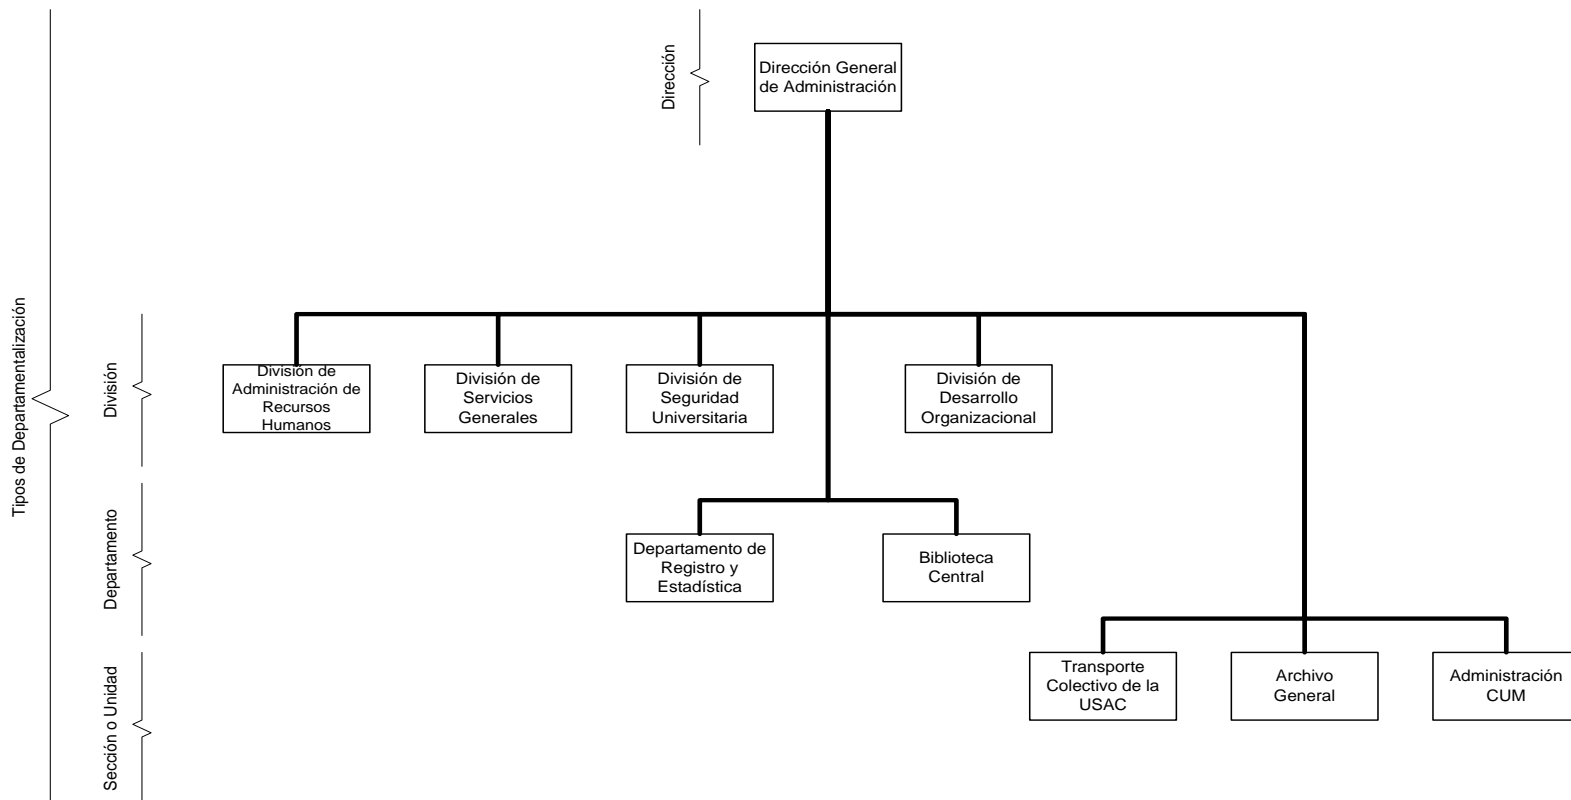 Tipos de Departamentalización
Dirección
Dirección General
de Administración
División
División de
Administración de
Recursos
Humanos
División de
Servicios
Generales
División de
Seguridad
Universitaria
División de
Desarrollo
Organizacional
Departamento
Departamento de
Registro y
Estadística
Biblioteca
Central
Sección o Unidad
Transporte
Colectivo de la
USAC
Archivo
General
Administración
CUM